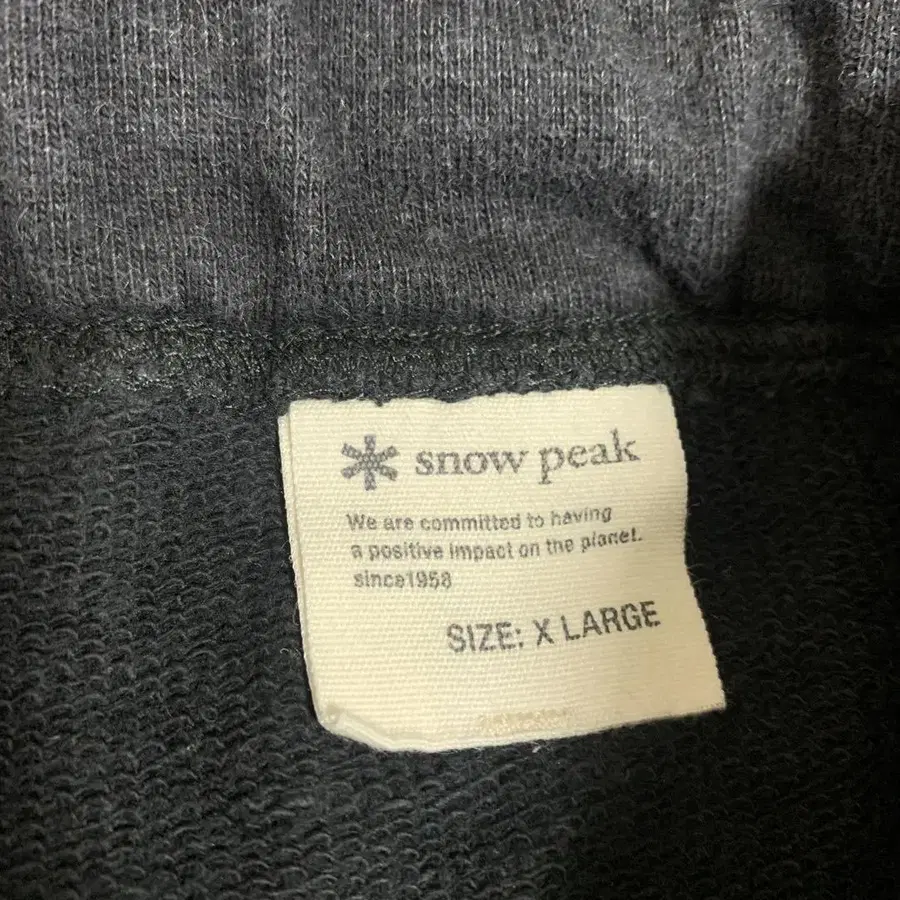 snow peak
We are committed to having
a positive impact on the planet.
since1958
SIZE: X LARGE